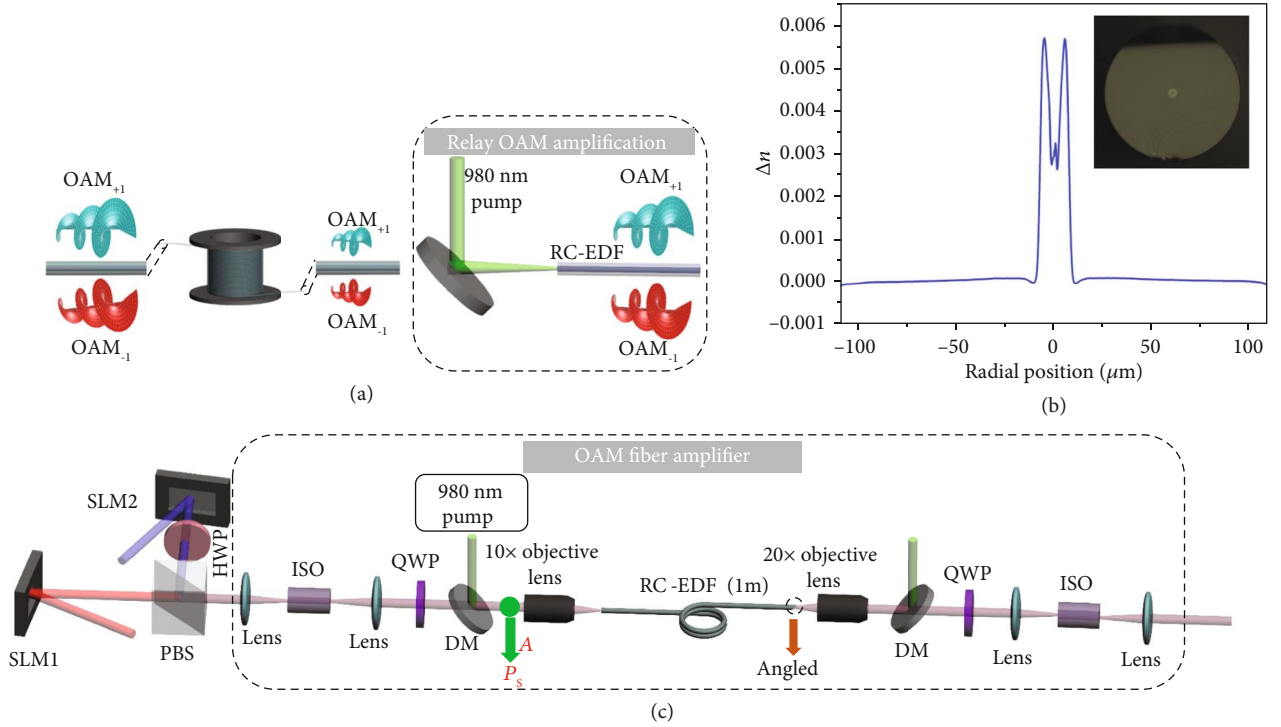 Relay OAM amplification
980 nm
pump
OAM+1
OAM+1
OAM+1
RC-EDF
OAM-1
OAM-1
OAM-1
(a)
0.006
0.005
0.004
0.003
0.002
0.001
0.000
−0.001
Δn
−100
−50
0
50
100
Radial position (μm)
(b)
OAM fiber amplifier
980 nm
pump
SLM2
HWP
ISO
QWP
10× objective
lens
RC -EDF (1m)
20× objective
lens
QWP
ISO
SLM1
PBS
Lens
Lens
DM
A
Ps
Angled
DM
Lens
Lens
(c)